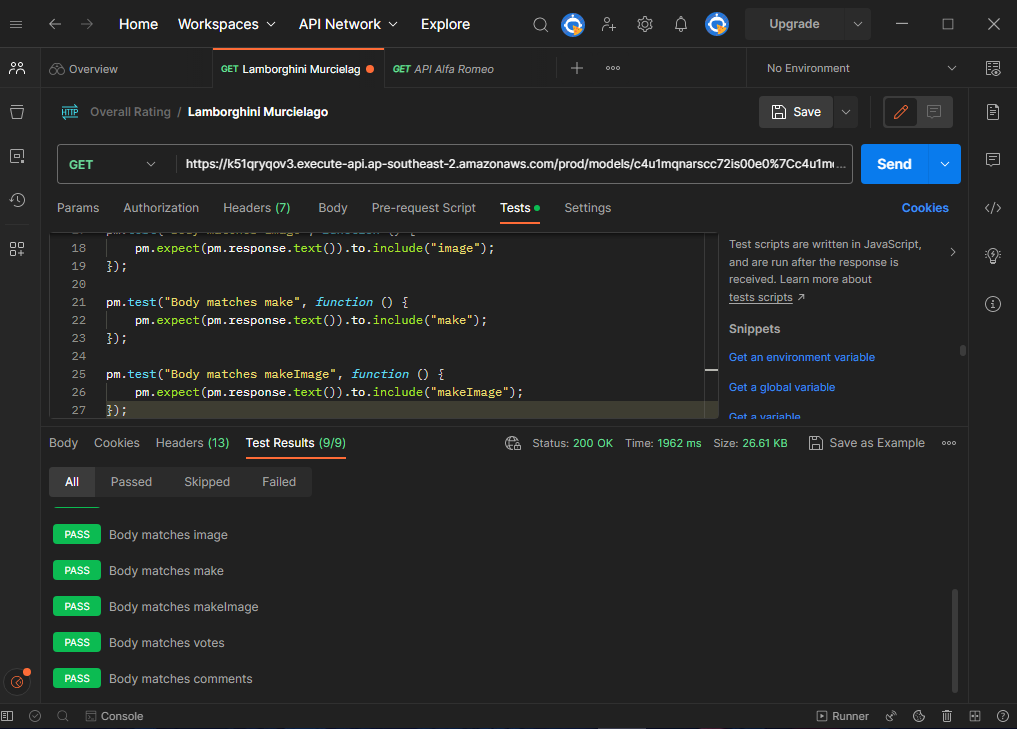 Home Workspaces API Network Explore Upgrade
Overview GET Lamborghini Murcielag GET API Alfa Romeo No Environment
HTTP Overall Rating / Lamborghini Murcielago Save
GET https://k51qryqov3.execute-api.ap-southeast-2.amazonaws.com/prod/models/c4u1mqnarscc72is00e0%7Cc4u1m... Send
Params Authorization Headers (7) Body Pre-request Script Tests Settings Cookies
18 pm.expect(pm.response.text()).to.include("image");
19 });
20
21 pm.test("Body matches make", function () {
22 pm.expect(pm.response.text()).to.include("make");
23 });
24
25 pm.test("Body matches makeImage", function () {
26 pm.expect(pm.response.text()).to.include("makeImage");
27 });
Test scripts are written in JavaScript,
and are run after the response is
received. Learn more about
tests scripts ↗
Snippets
Get an environment variable
Get a global variable
Get a variable
Body Cookies Headers (13) Test Results (9/9) Status: 200 OK Time: 1962 ms Size: 26.61 KB Save as Example
All Passed Skipped Failed
PASS Body matches image
PASS Body matches make
PASS Body matches makeImage
PASS Body matches votes
PASS Body matches comments
Console Runner